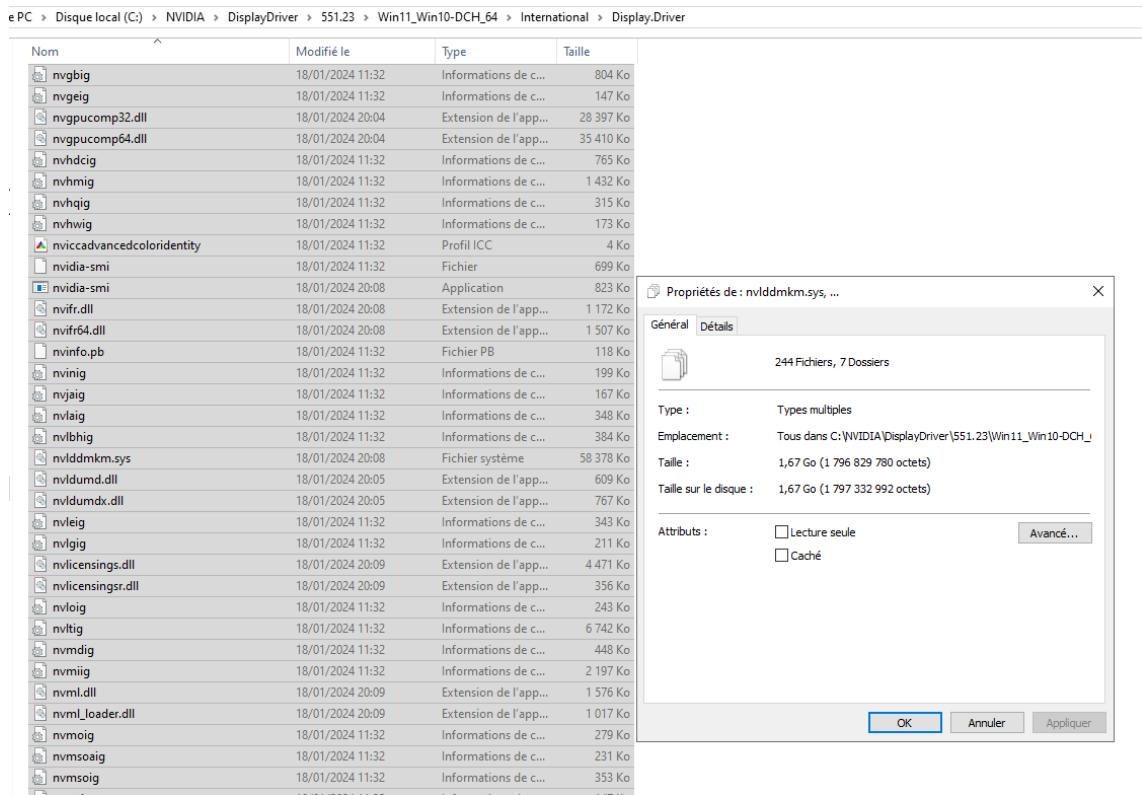 e PC > Disque local (C:) > NVIDIA > DisplayDriver > 551.23 > Win11_Win10-DCH_64 > International > Display.Driver
Nom Modifié le Type Taille
nvgbig 18/01/2024 11:32 Informations de c... 804 Ko
nvgeig 18/01/2024 11:32 Informations de c... 147 Ko
nvgpucomp32.dll 18/01/2024 20:04 Extension de l'app... 28 397 Ko
nvgpucomp64.dll 18/01/2024 20:04 Extension de l'app... 35 410 Ko
nvhdcig 18/01/2024 11:32 Informations de c... 765 Ko
nvhmig 18/01/2024 11:32 Informations de c... 1 432 Ko
nvhqig 18/01/2024 11:32 Informations de c... 315 Ko
nvhwig 18/01/2024 11:32 Informations de c... 173 Ko
nviccadvancedcoloridentity 18/01/2024 11:32 Profil ICC 4 Ko
nvidia-smi 18/01/2024 11:32 Fichier 699 Ko
nvidia-smi 18/01/2024 20:08 Application 823 Ko
nvifr.dll 18/01/2024 20:08 Extension de l'app... 1 172 Ko
nvifr64.dll 18/01/2024 20:08 Extension de l'app... 1 507 Ko
nvinfo.pb 18/01/2024 11:32 Fichier PB 118 Ko
nvinig 18/01/2024 11:32 Informations de c... 199 Ko
nvjaig 18/01/2024 11:32 Informations de c... 167 Ko
nvlaig 18/01/2024 11:32 Informations de c... 348 Ko
nvlbhig 18/01/2024 11:32 Informations de c... 384 Ko
nvlddmkm.sys 18/01/2024 20:08 Fichier système 58 378 Ko
nvldumd.dll 18/01/2024 20:05 Extension de l'app... 609 Ko
nvldumdx.dll 18/01/2024 20:05 Extension de l'app... 767 Ko
nvleig 18/01/2024 11:32 Informations de c... 343 Ko
nvlgig 18/01/2024 11:32 Informations de c... 211 Ko
nvlicensings.dll 18/01/2024 20:09 Extension de l'app... 4 471 Ko
nvlicensingsr.dll 18/01/2024 20:09 Extension de l'app... 356 Ko
nvloig 18/01/2024 11:32 Informations de c... 243 Ko
nvltig 18/01/2024 11:32 Informations de c... 6 742 Ko
nvmdig 18/01/2024 11:32 Informations de c... 448 Ko
nvmiig 18/01/2024 11:32 Informations de c... 2 197 Ko
nvml.dll 18/01/2024 20:09 Extension de l'app... 1 576 Ko
nvml_loader.dll 18/01/2024 20:09 Extension de l'app... 1 017 Ko
nvmoig 18/01/2024 11:32 Informations de c... 279 Ko
nvmsoaig 18/01/2024 11:32 Informations de c... 231 Ko
nvmsoig 18/01/2024 11:32 Informations de c... 353 Ko
Propriétés de : nvlddmkm.sys, ...
Général Détails
244 Fichiers, 7 Dossiers
Type : Types multiples
Emplacement : Tous dans C:\NVIDIA\DisplayDriver\551.23\Win11_Win10-DCH_
Taille : 1,67 Go (1 796 829 780 octets)
Taille sur le disque : 1,67 Go (1 797 332 992 octets)
Attributs : Lecture seule Avancé...
Caché
OK Annuler Appliquer